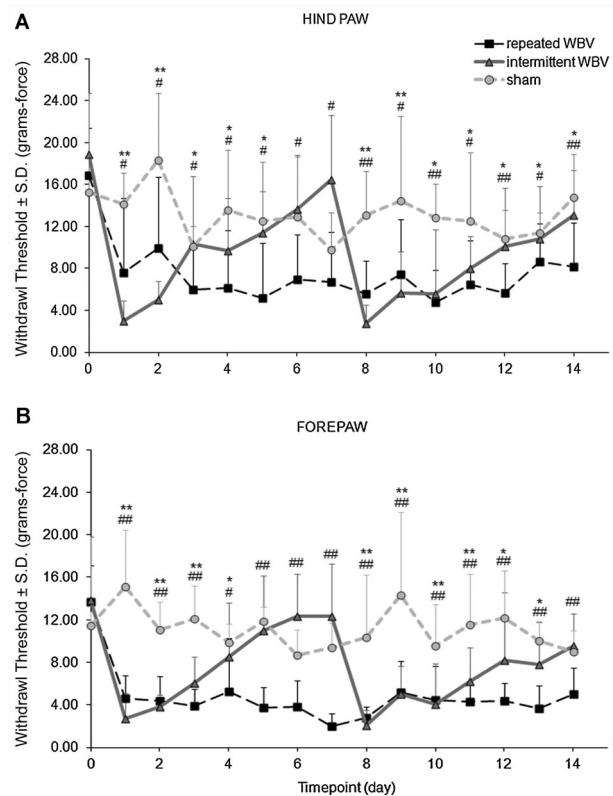 A
HIND PAW
repeated WBV
intermittent WBV
sham
Withdrawl Threshold ± S.D. (grams-force)
28.00
24.00
20.00
16.00
12.00
8.00
4.00
0.00
** # ** # * # * # * # # # ** ## ** # * ## * # * ## * # * ##
0 2 4 6 8 10 12 14
B
FOREPAW
Withdrawl Threshold ± S.D. (grams-force)
28.00
24.00
20.00
16.00
12.00
8.00
4.00
0.00
** ## ** ## ** ## * # ## ## ## ** ## ** ## ** ## ** ## * ## * ## ##
0 2 4 6 8 10 12 14
Timepoint (day)